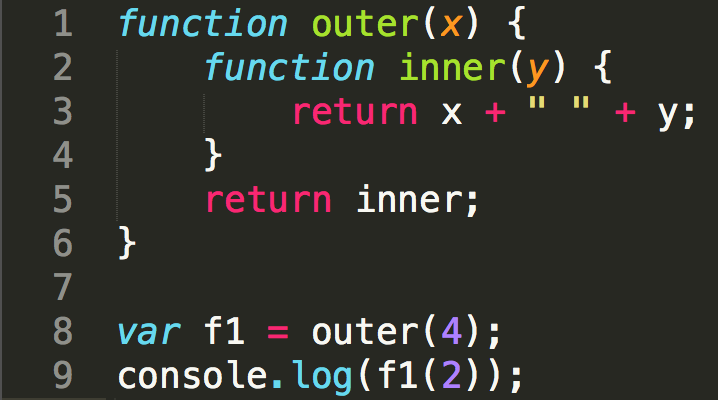 1 function outer(x) {
2     function inner(y) {
3         return x + " " + y;
4     }
5     return inner;
6 }
7
8 var f1 = outer(4);
9 console.log(f1(2));